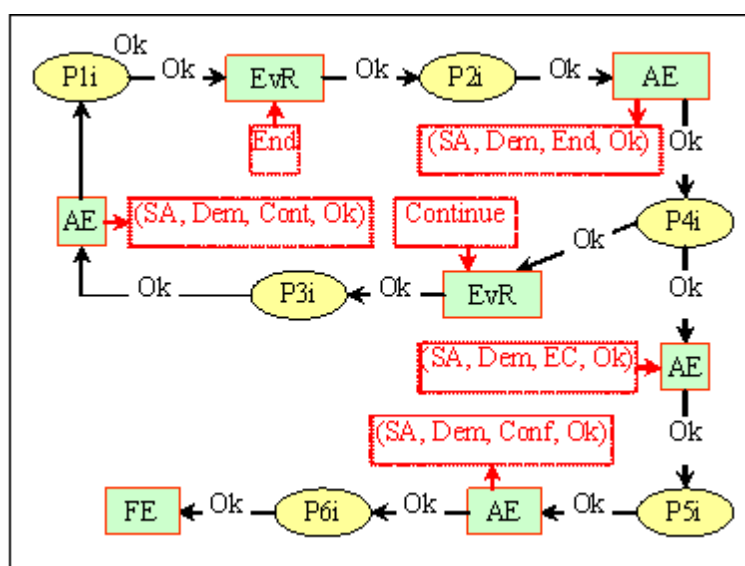 Ok
P1i Ok EvR Ok P2i Ok AE
End
(SA, Dem, End, Ok)
Ok
AE
(SA, Dem, Cont, Ok)
Continue
P4i
Ok
Ok P3i Ok EvR
Ok
(SA, Dem, EC, Ok)
AE
(SA, Dem, Conf, Ok)
Ok
FE Ok P6i Ok AE Ok P5i